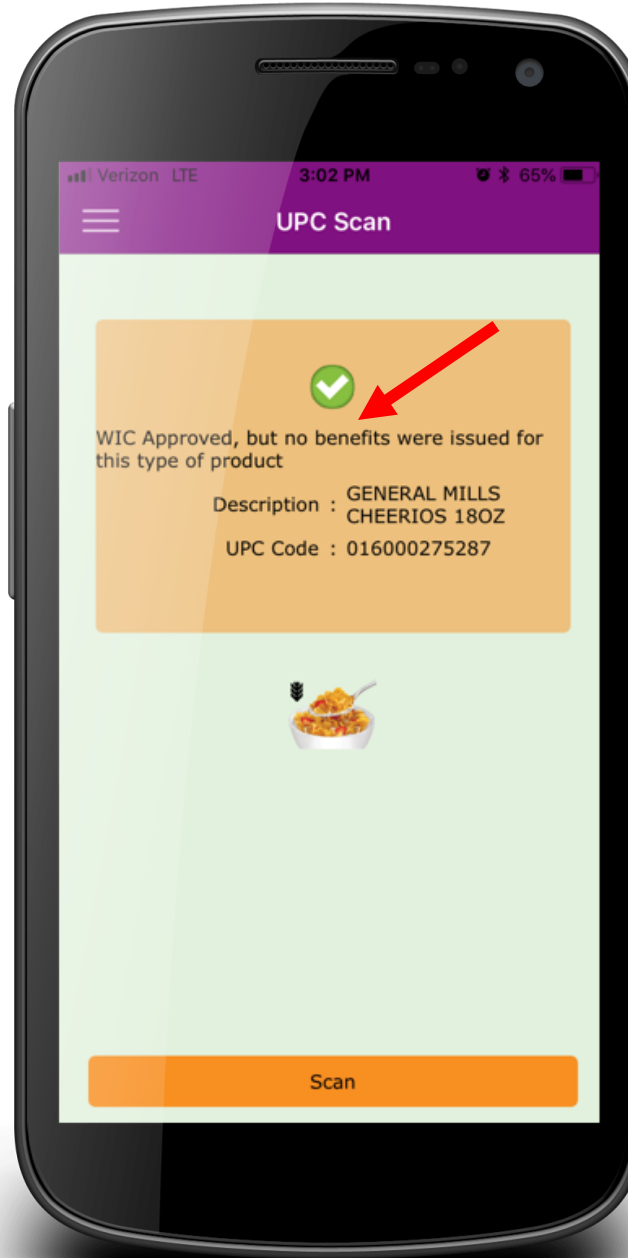 Verizon LTE 3:02 PM 65%
UPC Scan
WIC Approved, but no benefits were issued for
this type of product
Description : GENERAL MILLS
CHEERIOS 18OZ
UPC Code : 016000275287
Scan